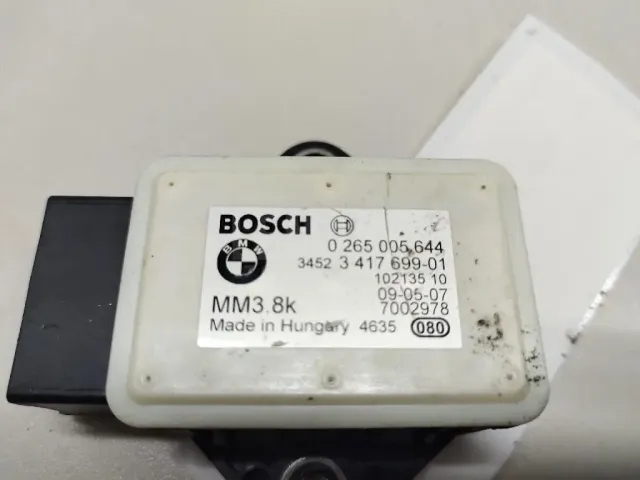 BOSCH
BMW
0 265 005 644
3452 3 417 699-01
102135 10
09-05-07
MM3.8k 7002978
Made in Hungary 4635 080